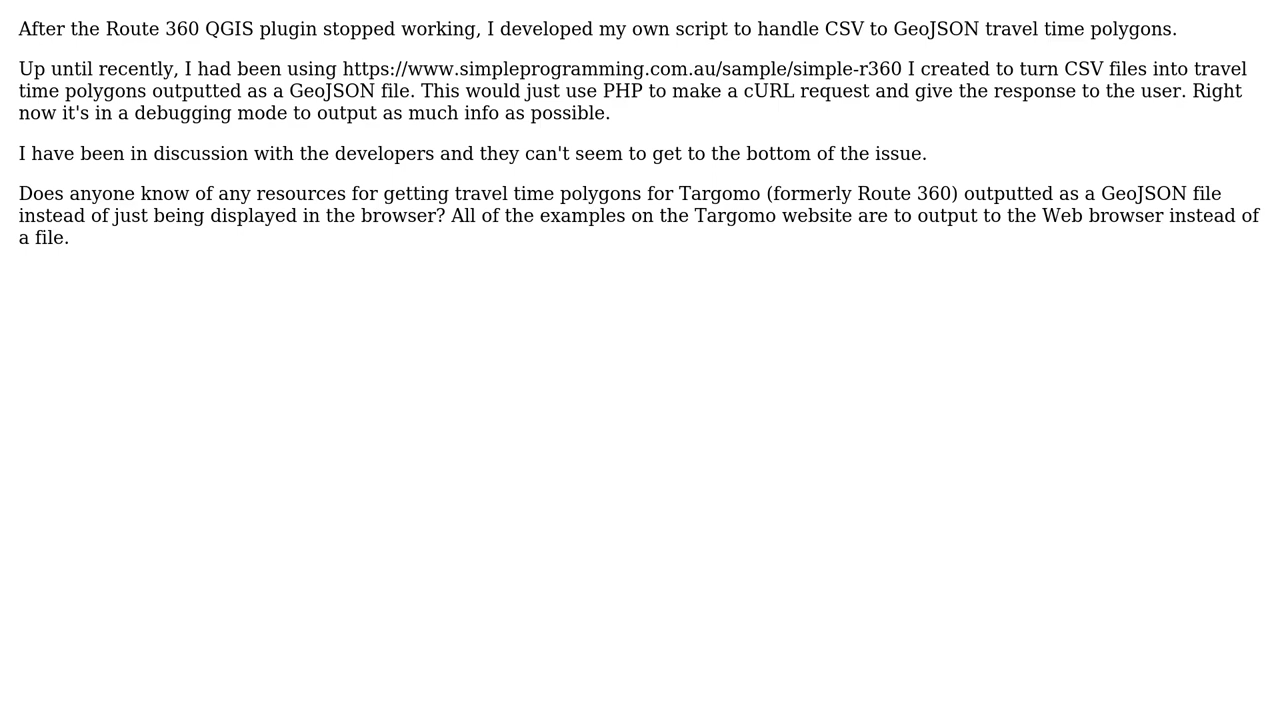 After the Route 360 QGIS plugin stopped working, I developed my own script to handle CSV to GeoJSON travel time polygons.
Up until recently, I had been using https://www.simpleprogramming.com.au/sample/simple-r360 I created to turn CSV files into travel
time polygons outputted as a GeoJSON file. This would just use PHP to make a cURL request and give the response to the user. Right
now it's in a debugging mode to output as much info as possible.
I have been in discussion with the developers and they can't seem to get to the bottom of the issue.
Does anyone know of any resources for getting travel time polygons for Targomo (formerly Route 360) outputted as a GeoJSON file
instead of just being displayed in the browser? All of the examples on the Targomo website are to output to the Web browser instead of
a file.